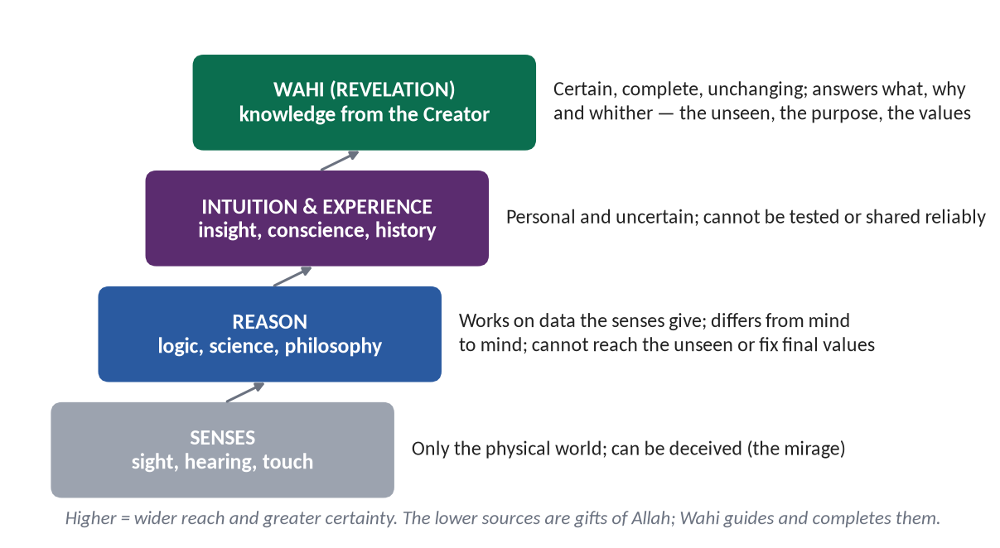 WAHI (REVELATION)
knowledge from the Creator
Certain, complete, unchanging; answers what, why
and whither — the unseen, the purpose, the values
INTUITION & EXPERIENCE
insight, conscience, history
Personal and uncertain; cannot be tested or shared reliably
REASON
logic, science, philosophy
Works on data the senses give; differs from mind
to mind; cannot reach the unseen or fix final values
SENSES
sight, hearing, touch
Only the physical world; can be deceived (the mirage)
Higher = wider reach and greater certainty. The lower sources are gifts of Allah; Wahi guides and completes them.